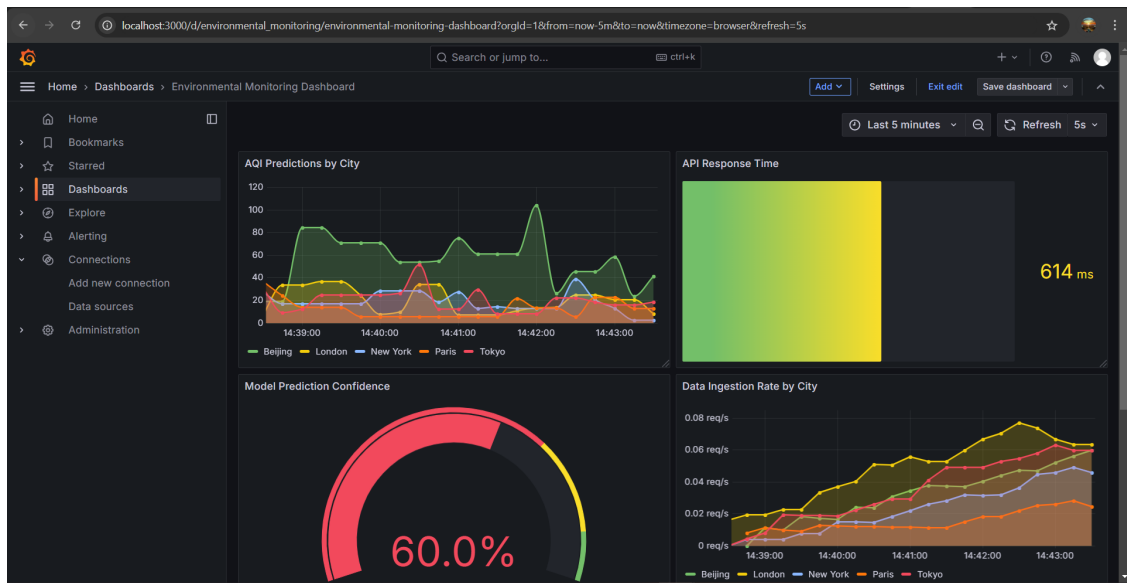 localhost:3000/d/environmental_monitoring/environmental-monitoring-dashboard?orgId=1&from=now-5m&to=now&timezone=browser&refresh=5s
Search or jump to... ctrl+k
Home › Dashboards › Environmental Monitoring Dashboard
Add Settings Exit edit Save dashboard
Home
Bookmarks
Starred
Dashboards
Explore
Alerting
Connections
Add new connection
Data sources
Administration
Last 5 minutes Refresh 5s
AQI Predictions by City
120
100
80
60
40
20
0
14:39:00 14:40:00 14:41:00 14:42:00 14:43:00
Beijing London New York Paris Tokyo
API Response Time
614 ms
Model Prediction Confidence
60.0%
Data Ingestion Rate by City
0.08 req/s
0.06 req/s
0.04 req/s
0.02 req/s
0 req/s
14:39:00 14:40:00 14:41:00 14:42:00 14:43:00
Beijing London New York Paris Tokyo